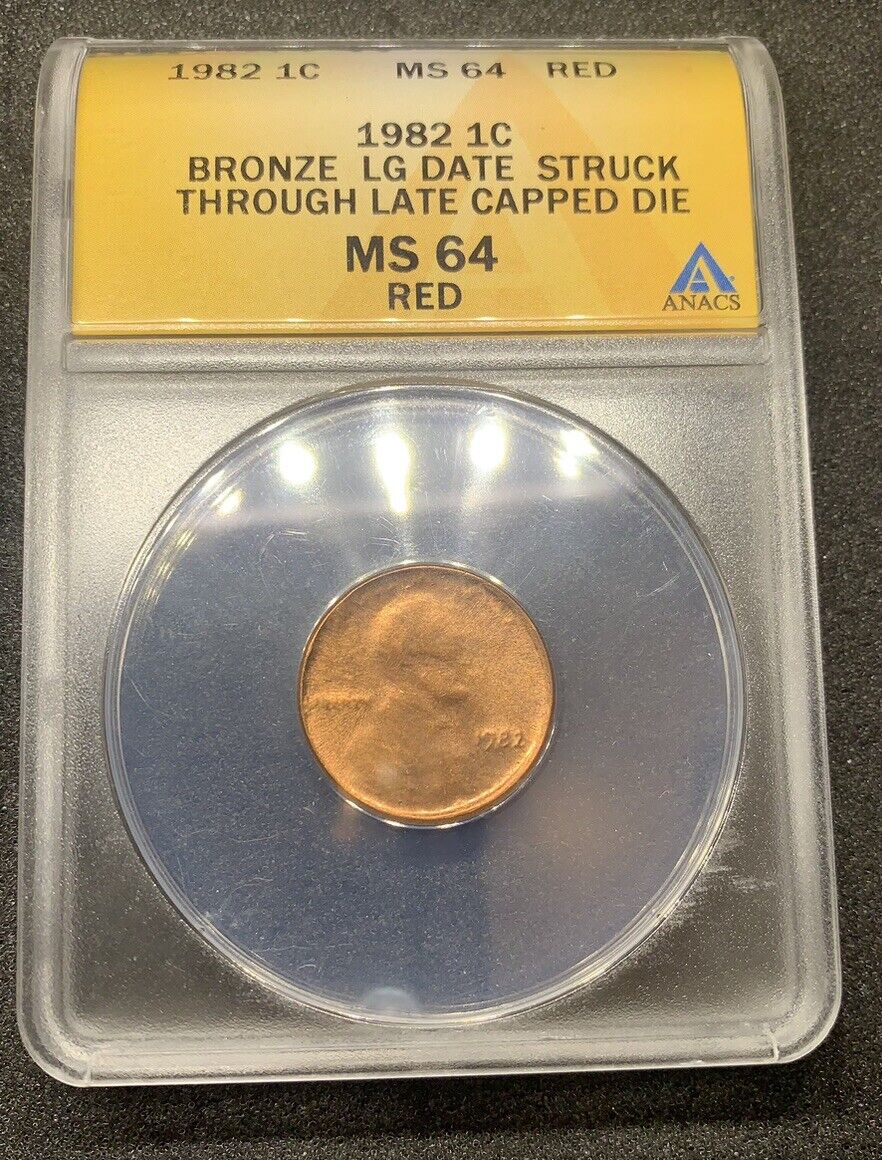 1982 1C MS 64 RED
1982 1C
BRONZE LG DATE STRUCK
THROUGH LATE CAPPED DIE
MS 64
RED
ANACS
1982